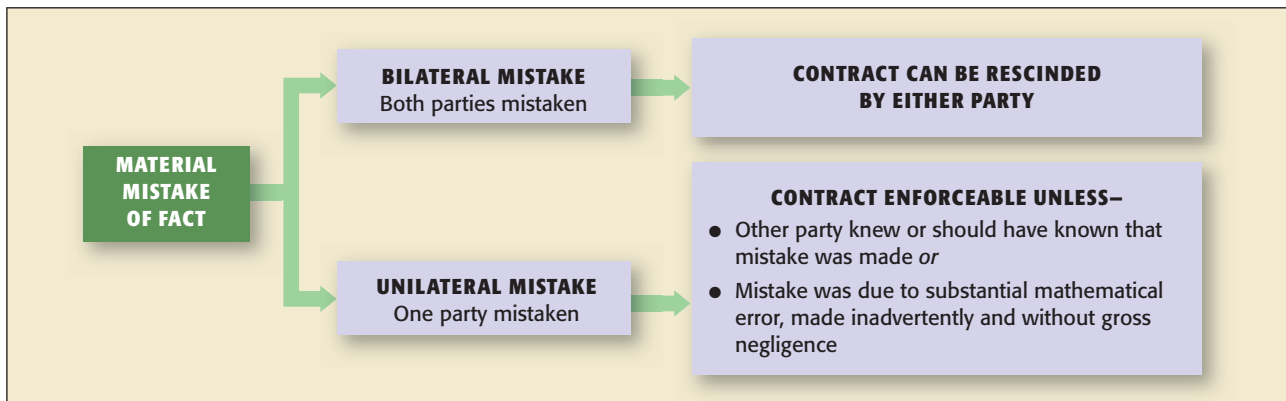 MATERIAL
MISTAKE
OF FACT
BILATERAL MISTAKE
Both parties mistaken
CONTRACT CAN BE RESCINDED
BY EITHER PARTY
UNILATERAL MISTAKE
One party mistaken
CONTRACT ENFORCEABLE UNLESS—
● Other party knew or should have known that
mistake was made or
● Mistake was due to substantial mathematical
error, made inadvertently and without gross
negligence